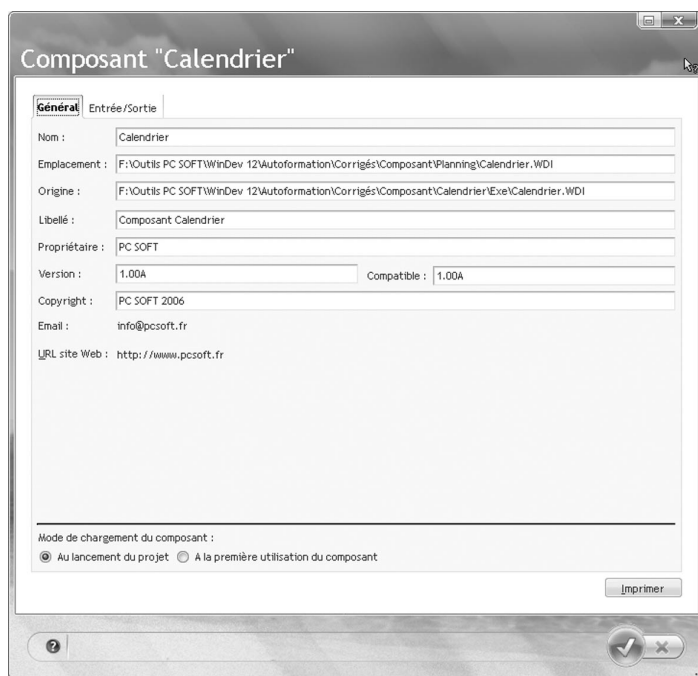 Composant "Calendrier"
Général Entrée/Sortie
Nom : Calendrier
Emplacement : F:\Outils PC SOFT\WinDev 12\Autoformation\Corrigés\Composant\Planning\Calendrier.WDI
Origine : F:\Outils PC SOFT\WinDev 12\Autoformation\Corrigés\Composant\Calendrier\Exe\Calendrier.WDI
Libellé : Composant Calendrier
Propriétaire : PC SOFT
Version : 1.00A Compatible : 1.00A
Copyright : PC SOFT 2006
Email : info@pcsoft.fr
URL site Web : http://www.pcsoft.fr
Mode de chargement du composant :
Au lancement du projet A la première utilisation du composant
Imprimer